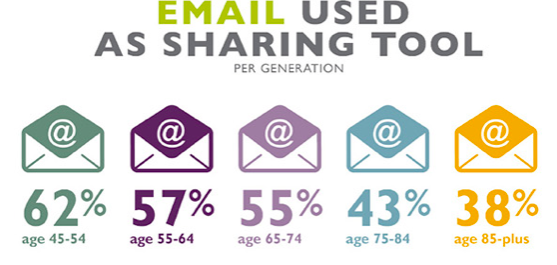 EMAIL USED
AS SHARING TOOL
PER GENERATION
@ @ @ @ @
62% 57% 55% 43% 38%
age 45-54 age 55-64 age 65-74 age 75-84 age 85-plus